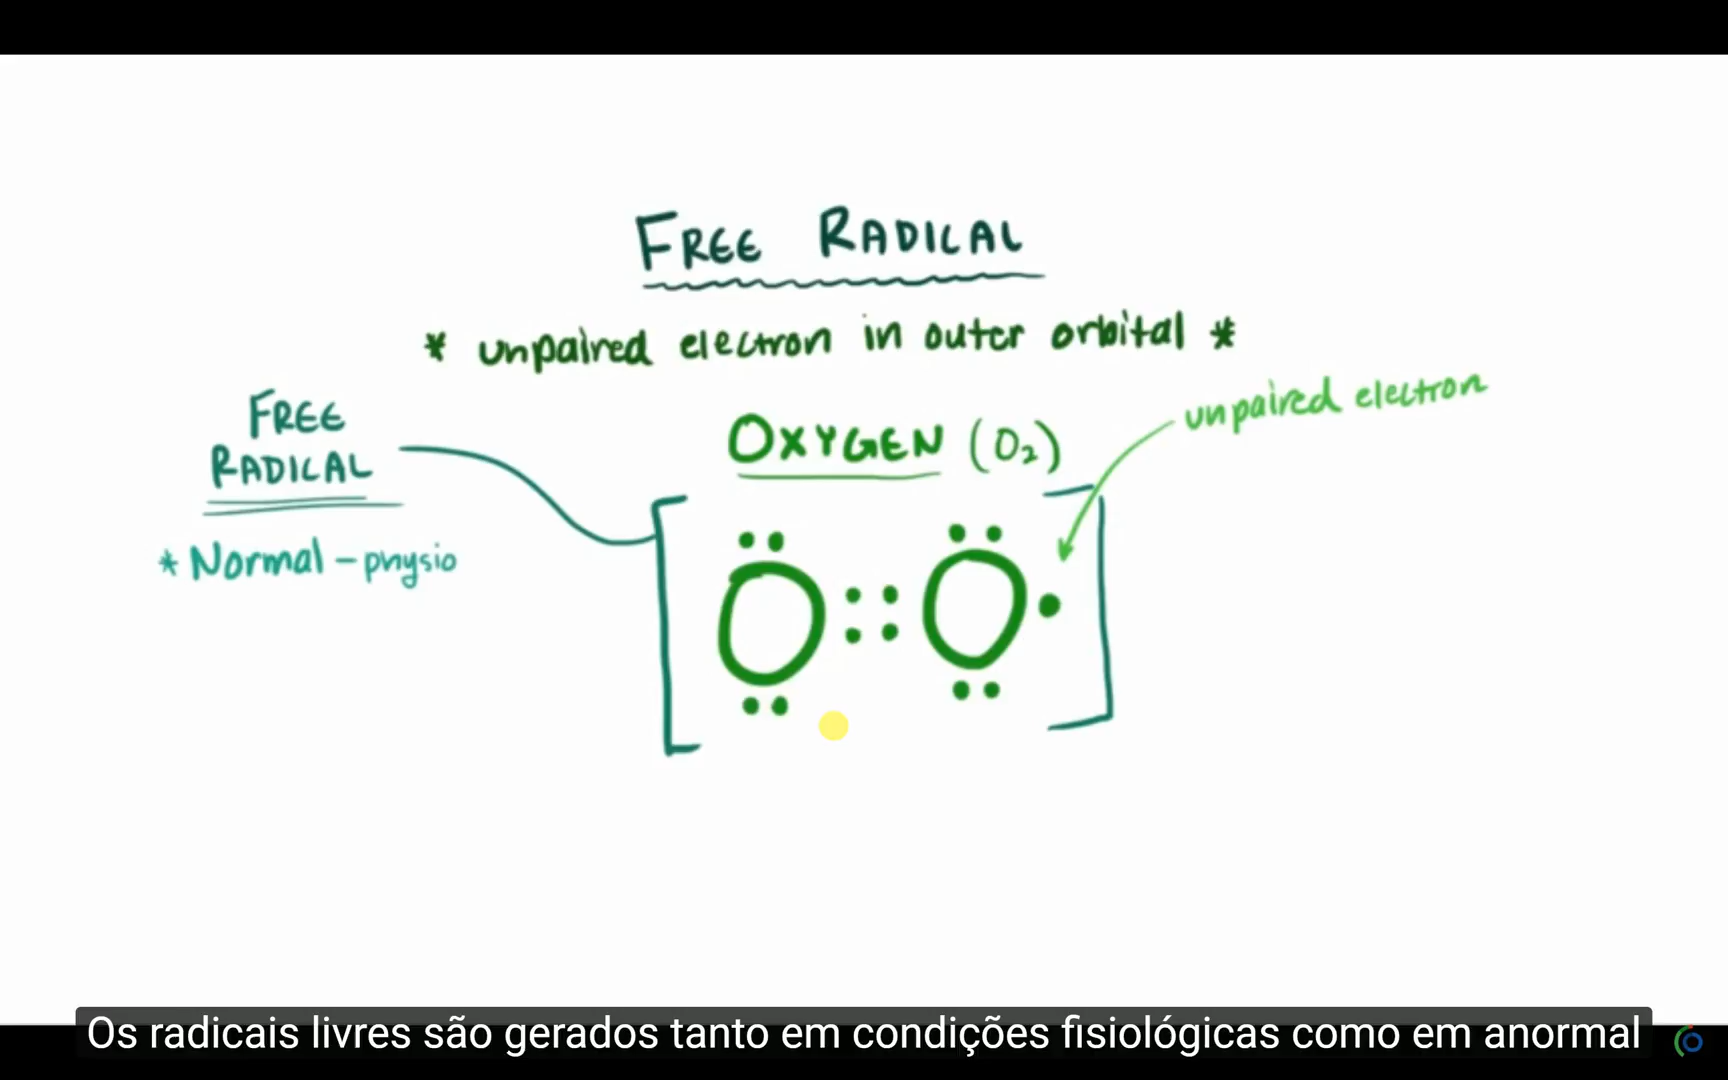 FREE RADICAL
* unpaired electron in outer orbital *
FREE
RADICAL
* Normal - physio
OXYGEN (O₂)
unpaired electron
O :: O
Os radicais livres são gerados tanto em condições fisiológicas como em anormal